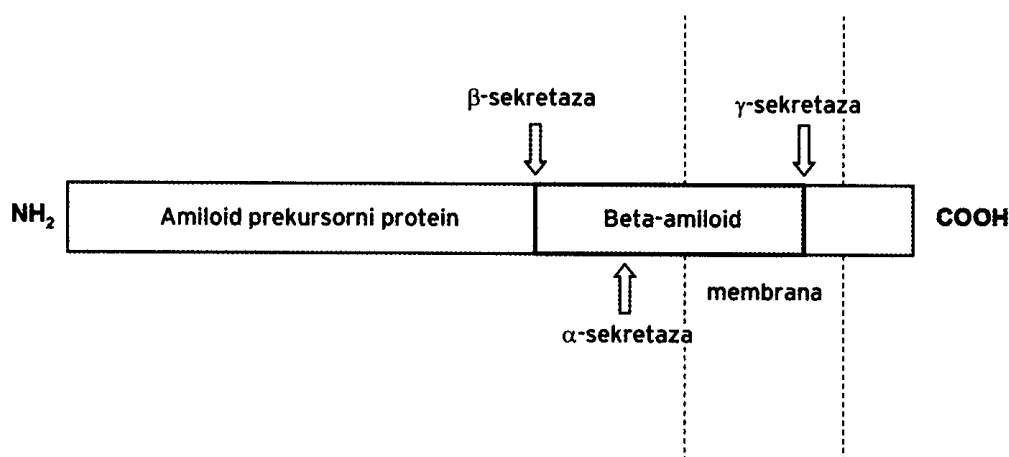 β-sekretaza
γ-sekretaza
NH₂
Amiloid prekursorni protein
Beta-amiloid
COOH
membrana
α-sekretaza